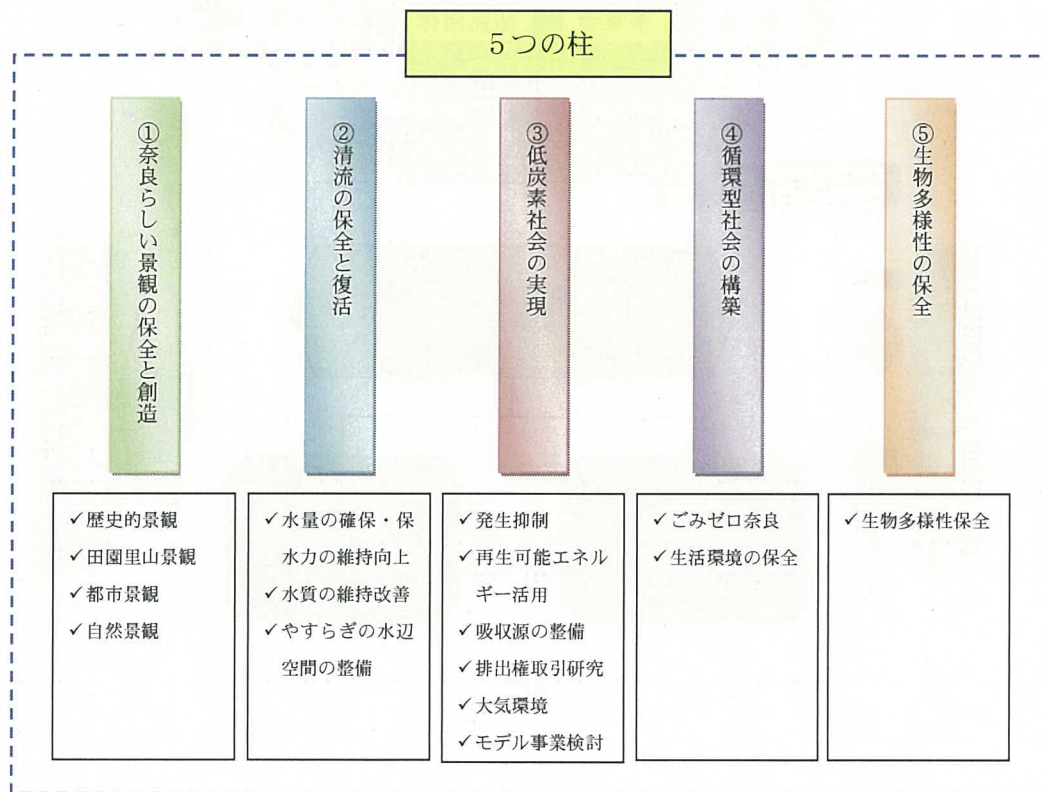 5つの柱
①奈良らしい景観の保全と創造
②清流の保全と復活
③低炭素社会の実現
④循環型社会の構築
⑤生物多様性の保全
✓歴史的景観
✓田園里山景観
✓都市景観
✓自然景観
✓水量の確保・保
水力の維持向上
✓水質の維持改善
✓やすらぎの水辺
空間の整備
✓発生抑制
✓再生可能エネル
ギー活用
✓吸収源の整備
✓排出権取引研究
✓大気環境
✓モデル事業検討
✓ごみゼロ奈良
✓生活環境の保全
✓生物多様性保全